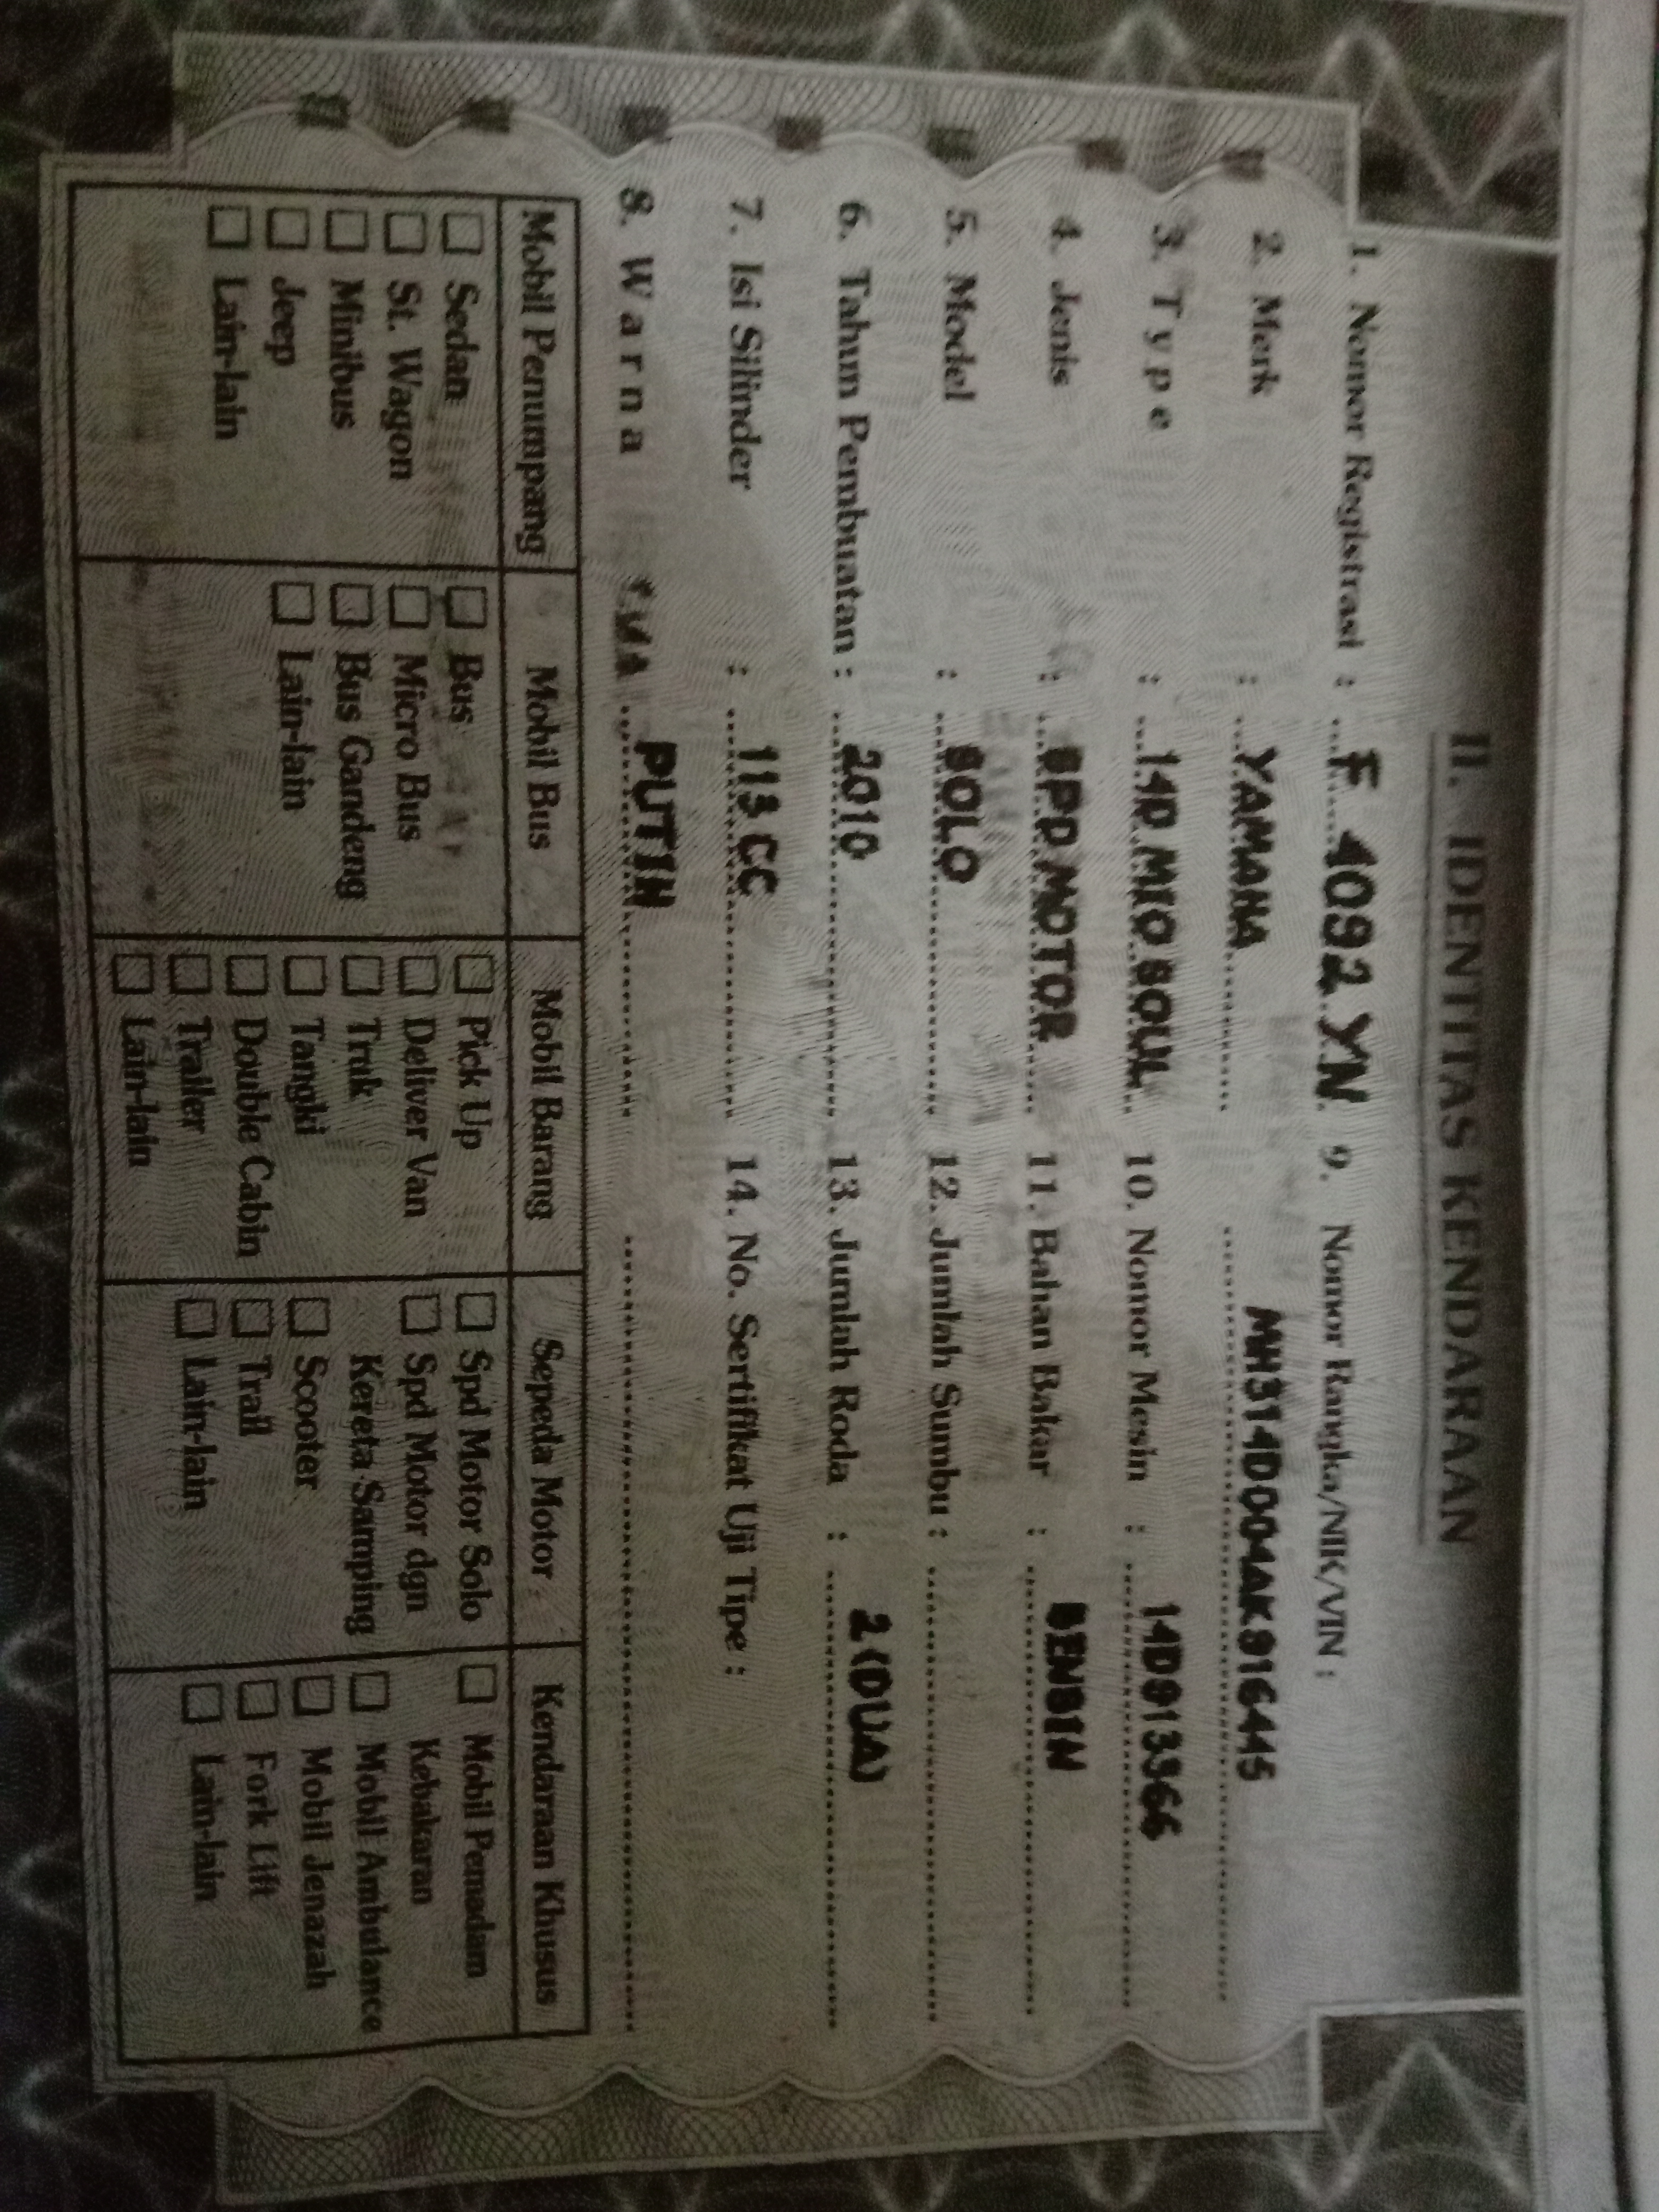 II. IDENTITAS KENDARAAN
1. Nomor Registrasi : F 4092 YN
2. Merk : YAMAHA
3. Type : 14D MIO SOUL
4. Jenis : SPD MOTOR
5. Model : SOLO
6. Tahun Pembuatan : 2010
7. Isi Silinder : 113 CC
8. Warna PUTIH
9. Nomor Rangka/NIK/VIN :
MH314D004AK916445
10. Nomor Mesin : 14D913366
11. Bahan Bakar : BENSIN
12. Jumlah Sumbu :
13. Jumlah Roda : 2 (DUA)
14. No. Sertifikat Uji Tipe :
Mobil Penumpang
Sedan
St. Wagon
Minibus
Jeep
Lain-lain
Mobil Bus
Bus
Micro Bus
Bus Gandeng
Lain-lain
Mobil Barang
Pick Up
Deliver Van
Truk
Tangki
Double Cabin
Trailer
Lain-lain
Sepeda Motor
Spd Motor Solo
Spd Motor dgn
Kereta Samping
Scooter
Trail
Lain-lain
Kendaraan Khusus
Mobil Pemadam
Kebakaran
Mobil Ambulance
Mobil Jenazah
Fork Lift
Lain-lain